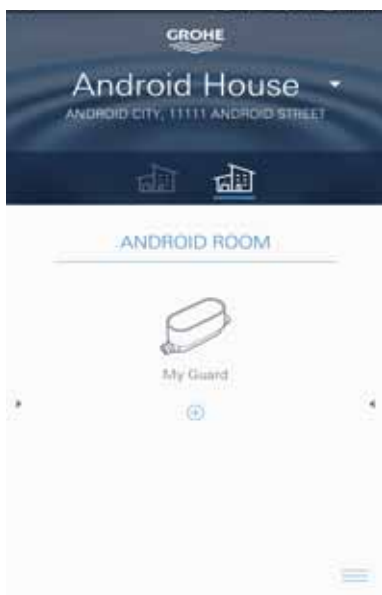 GROHE
Android House
ANDROID CITY, 11111 ANDROID STREET
ANDROID ROOM
My Guard